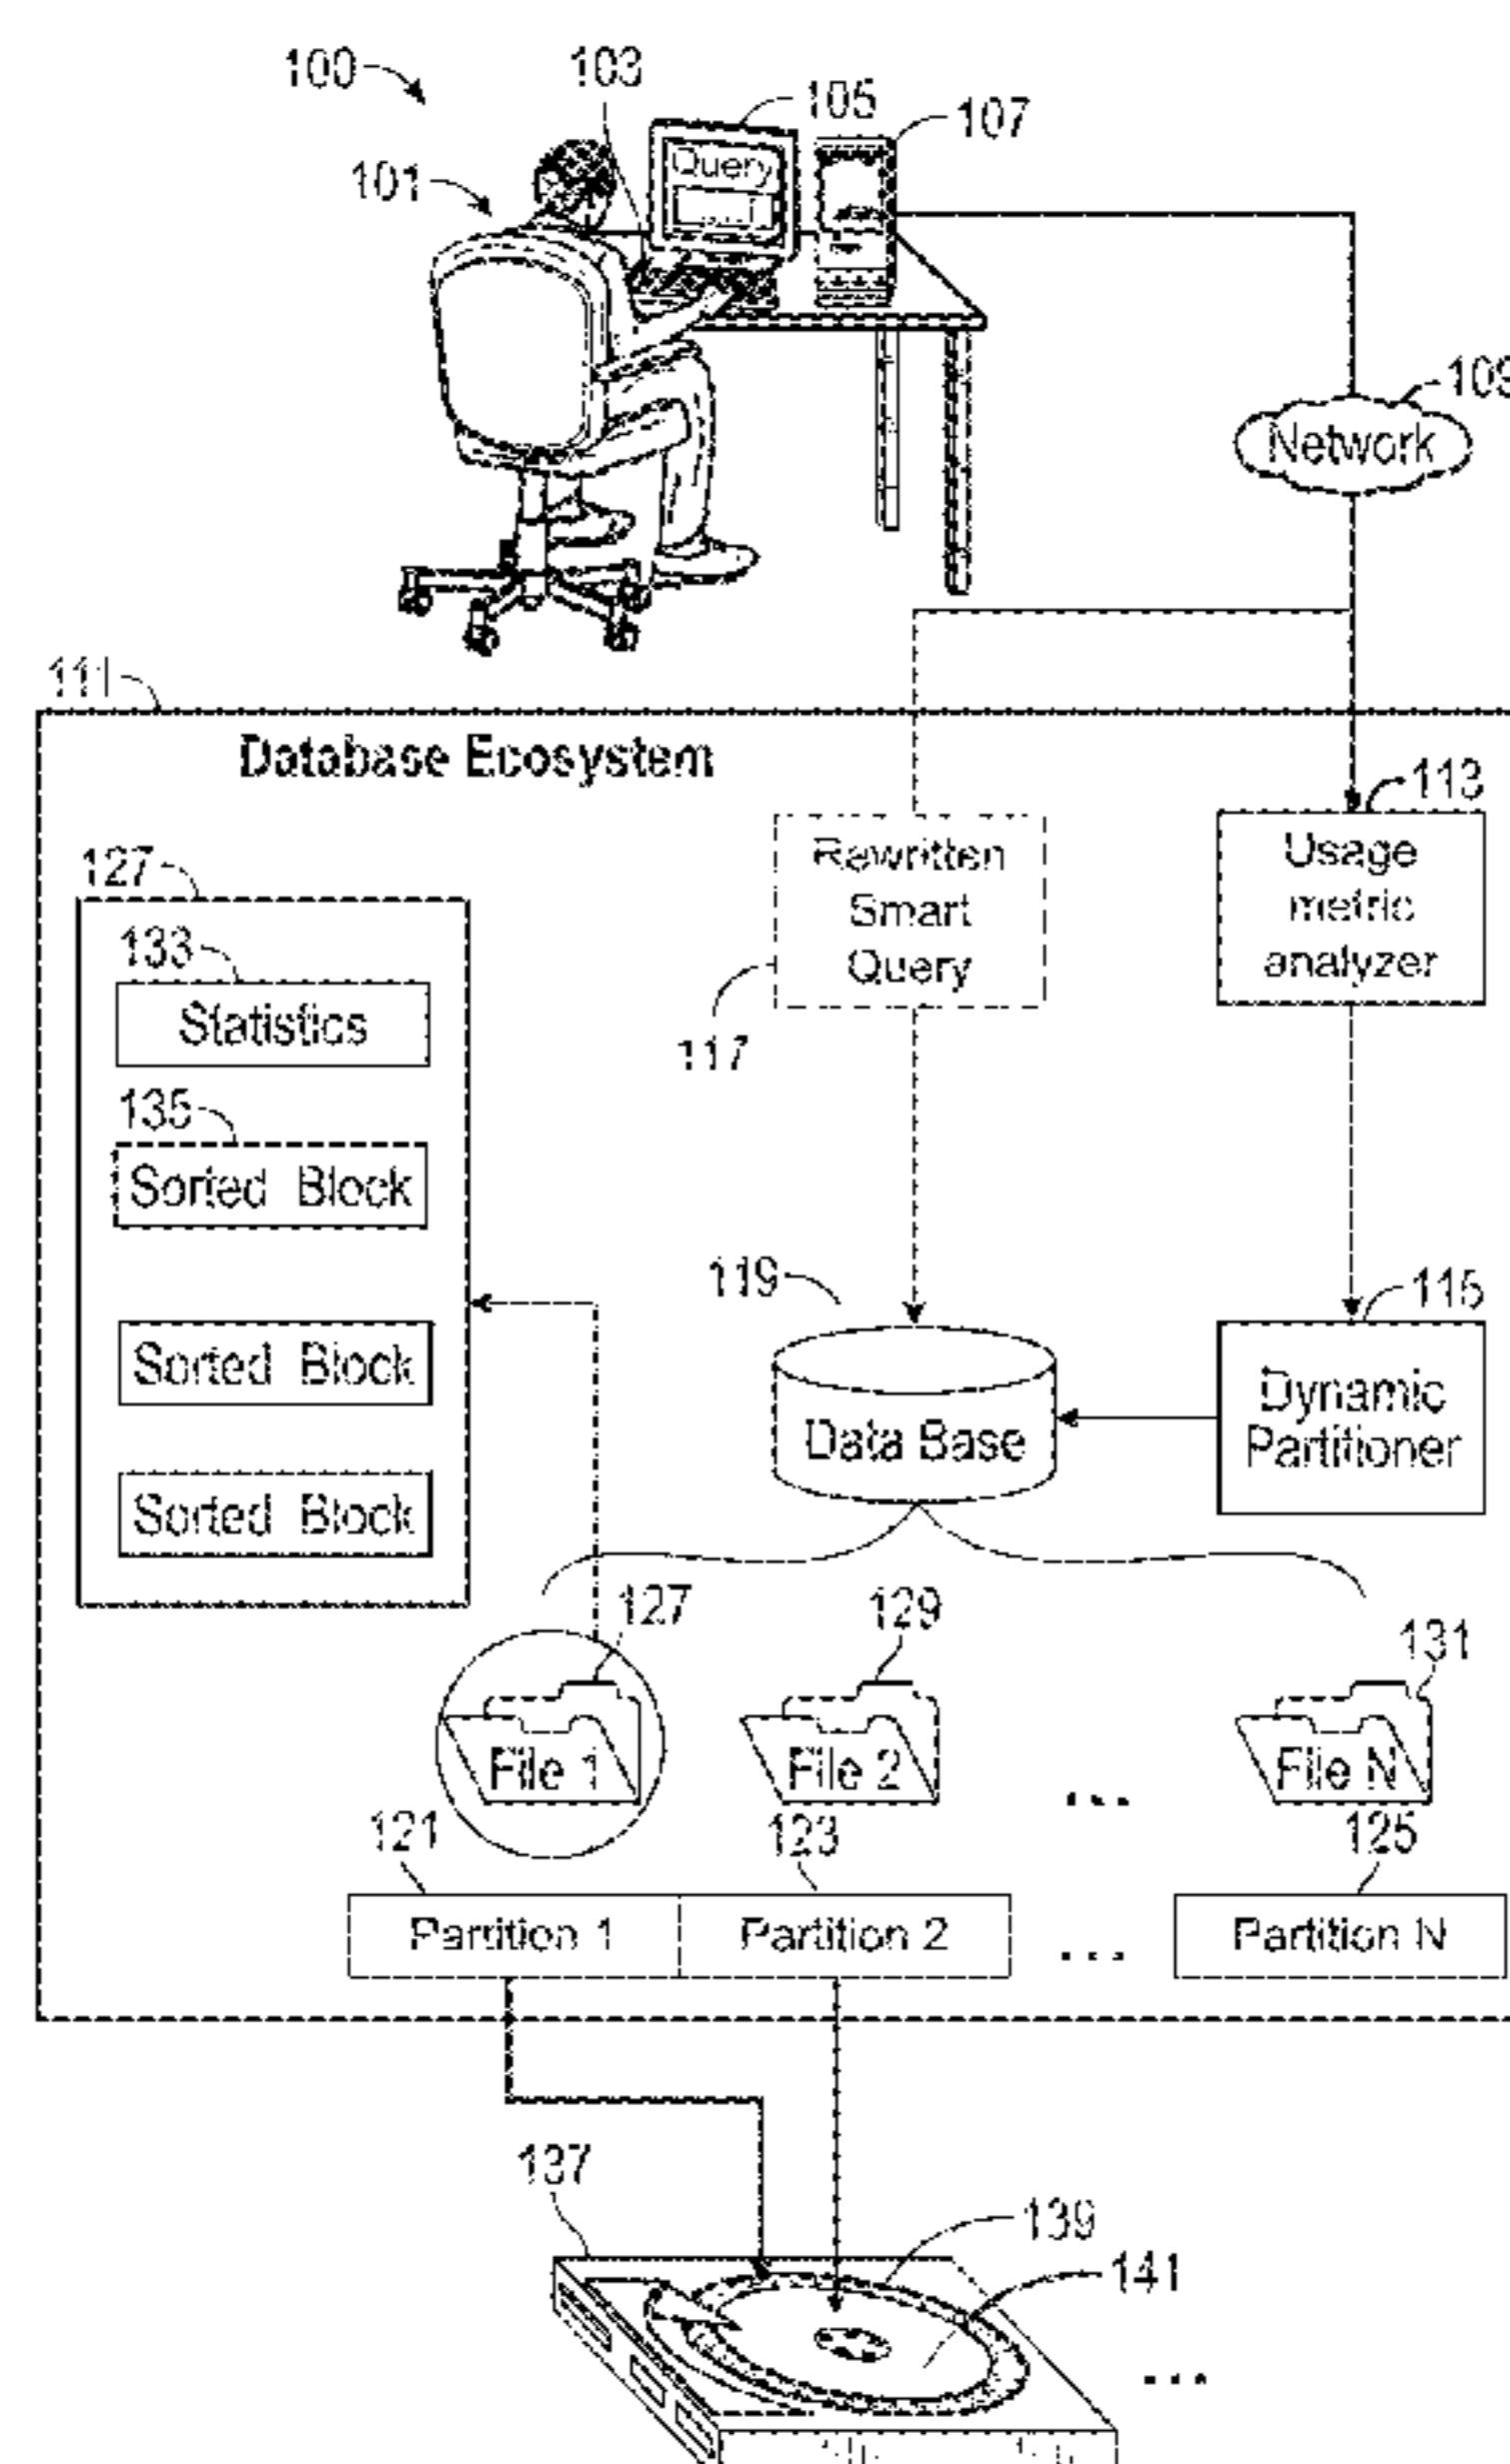 100
103
105
107
101
Query
109
Network
111
Database Ecosystem
113
127
Rewritten
Smart
Query
Usage
metric
analyzer
133
Statistics
117
135
Sorted Block
119
115
Sorted Block
Data Base
Dynamic
Partitioner
Sorted Block
127
129
131
File 1
File 2
...
File N
121
123
125
Partition 1
Partition 2
...
Partition N
137
139
141
...